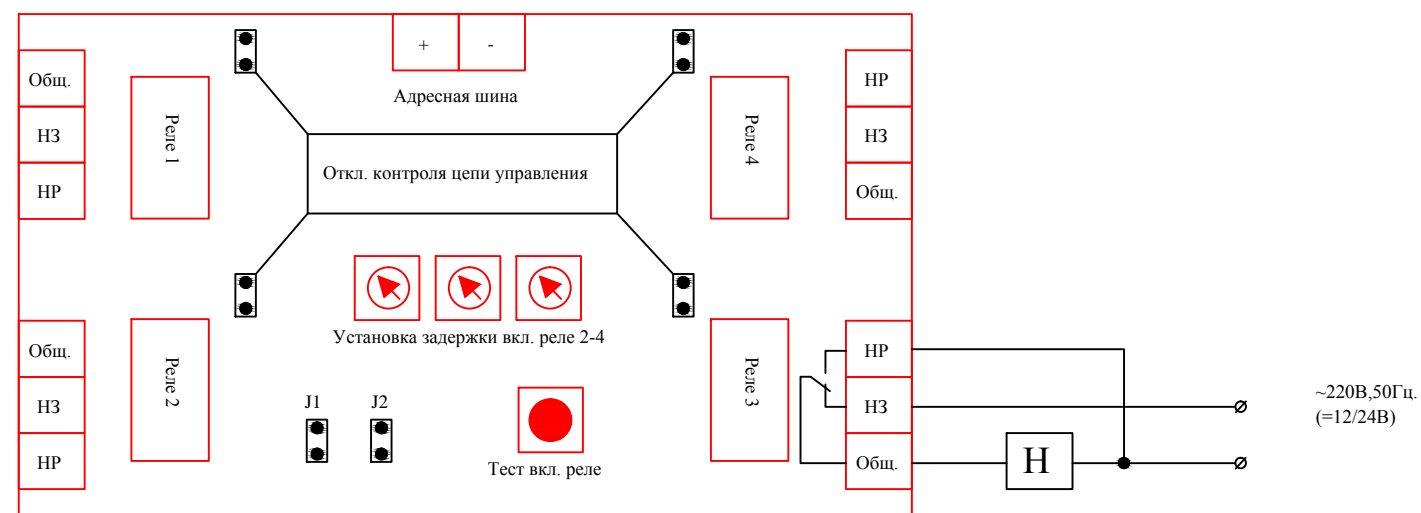 + -
Адресная шина
Общ.
НЗ
НР
Реле 1
Откл. контроля цепи управления
Реле 4
НР
НЗ
Общ.
Установка задержки вкл. реле 2-4
Общ.
НЗ
НР
Реле 2
J1 J2
Тест вкл. реле
Реле 3
НР
НЗ
Общ.
Н
~220В,50Гц.
(=12/24В)